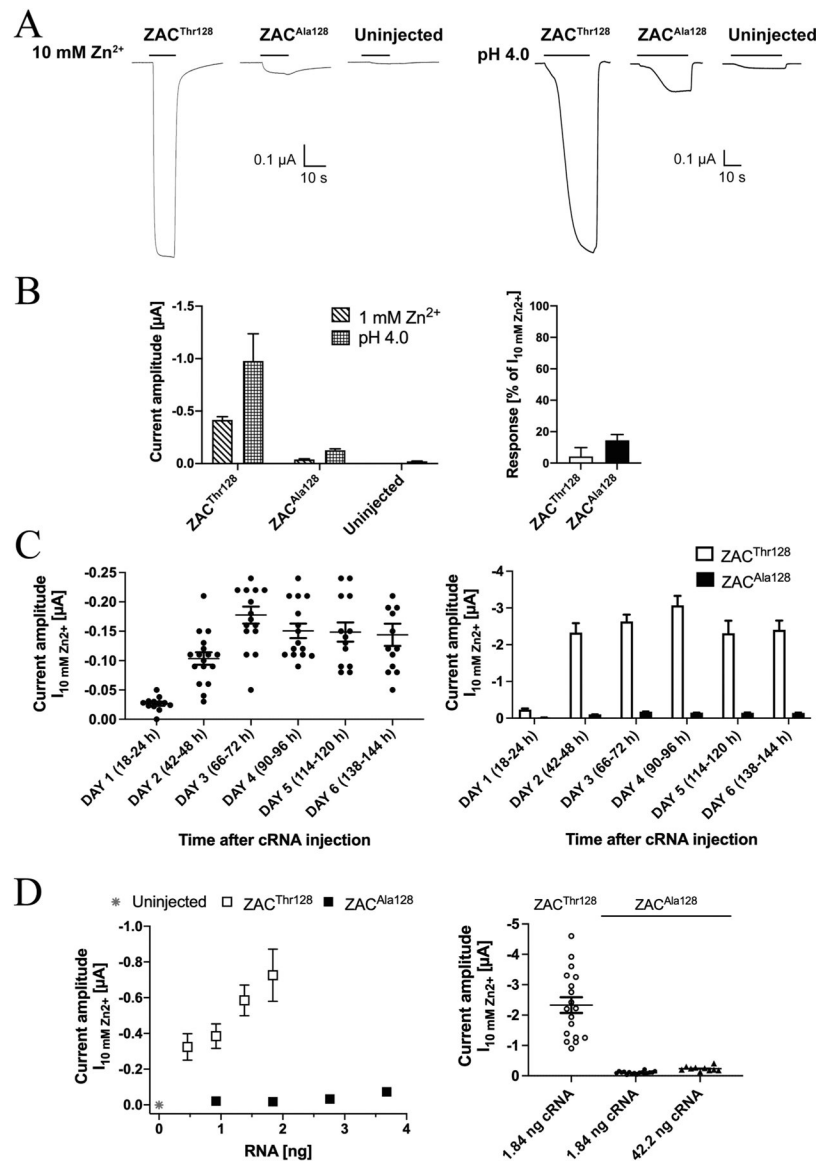 A
10 mM Zn²⁺
ZAC^Thr128
ZAC^Ala128
Uninjected
0.1 µA
10 s
pH 4.0
ZAC^Thr128
ZAC^Ala128
Uninjected
0.1 µA
10 s
B
Current amplitude [µA]
-1.5
-1.0
-0.5
0.0
1 mM Zn²⁺
pH 4.0
ZAC^Thr128
ZAC^Ala128
Uninjected
Response [% of I10 mM Zn2+]
100
80
60
40
20
0
ZAC^Thr128
ZAC^Ala128
C
Current amplitude
I10 mM Zn2+ [µA]
-0.25
-0.20
-0.15
-0.10
-0.05
0.00
DAY 1 (18-24 h)
DAY 2 (42-48 h)
DAY 3 (66-72 h)
DAY 4 (90-96 h)
DAY 5 (114-120 h)
DAY 6 (138-144 h)
Time after cRNA injection
ZAC^Thr128
ZAC^Ala128
Current amplitude
I10 mM Zn2+ [µA]
-4
-3
-2
-1
0
DAY 1 (18-24 h)
DAY 2 (42-48 h)
DAY 3 (66-72 h)
DAY 4 (90-96 h)
DAY 5 (114-120 h)
DAY 6 (138-144 h)
Time after cRNA injection
D
Uninjected
ZAC^Thr128
ZAC^Ala128
Current amplitude
I10 mM Zn2+ [µA]
-1.0
-0.8
-0.6
-0.4
-0.2
0.0
0
1
2
3
4
RNA [ng]
ZAC^Thr128
ZAC^Ala128
Current amplitude
I10 mM Zn2+ [µA]
-5
-4
-3
-2
-1
0
1.84 ng cRNA
1.84 ng cRNA
42.2 ng cRNA